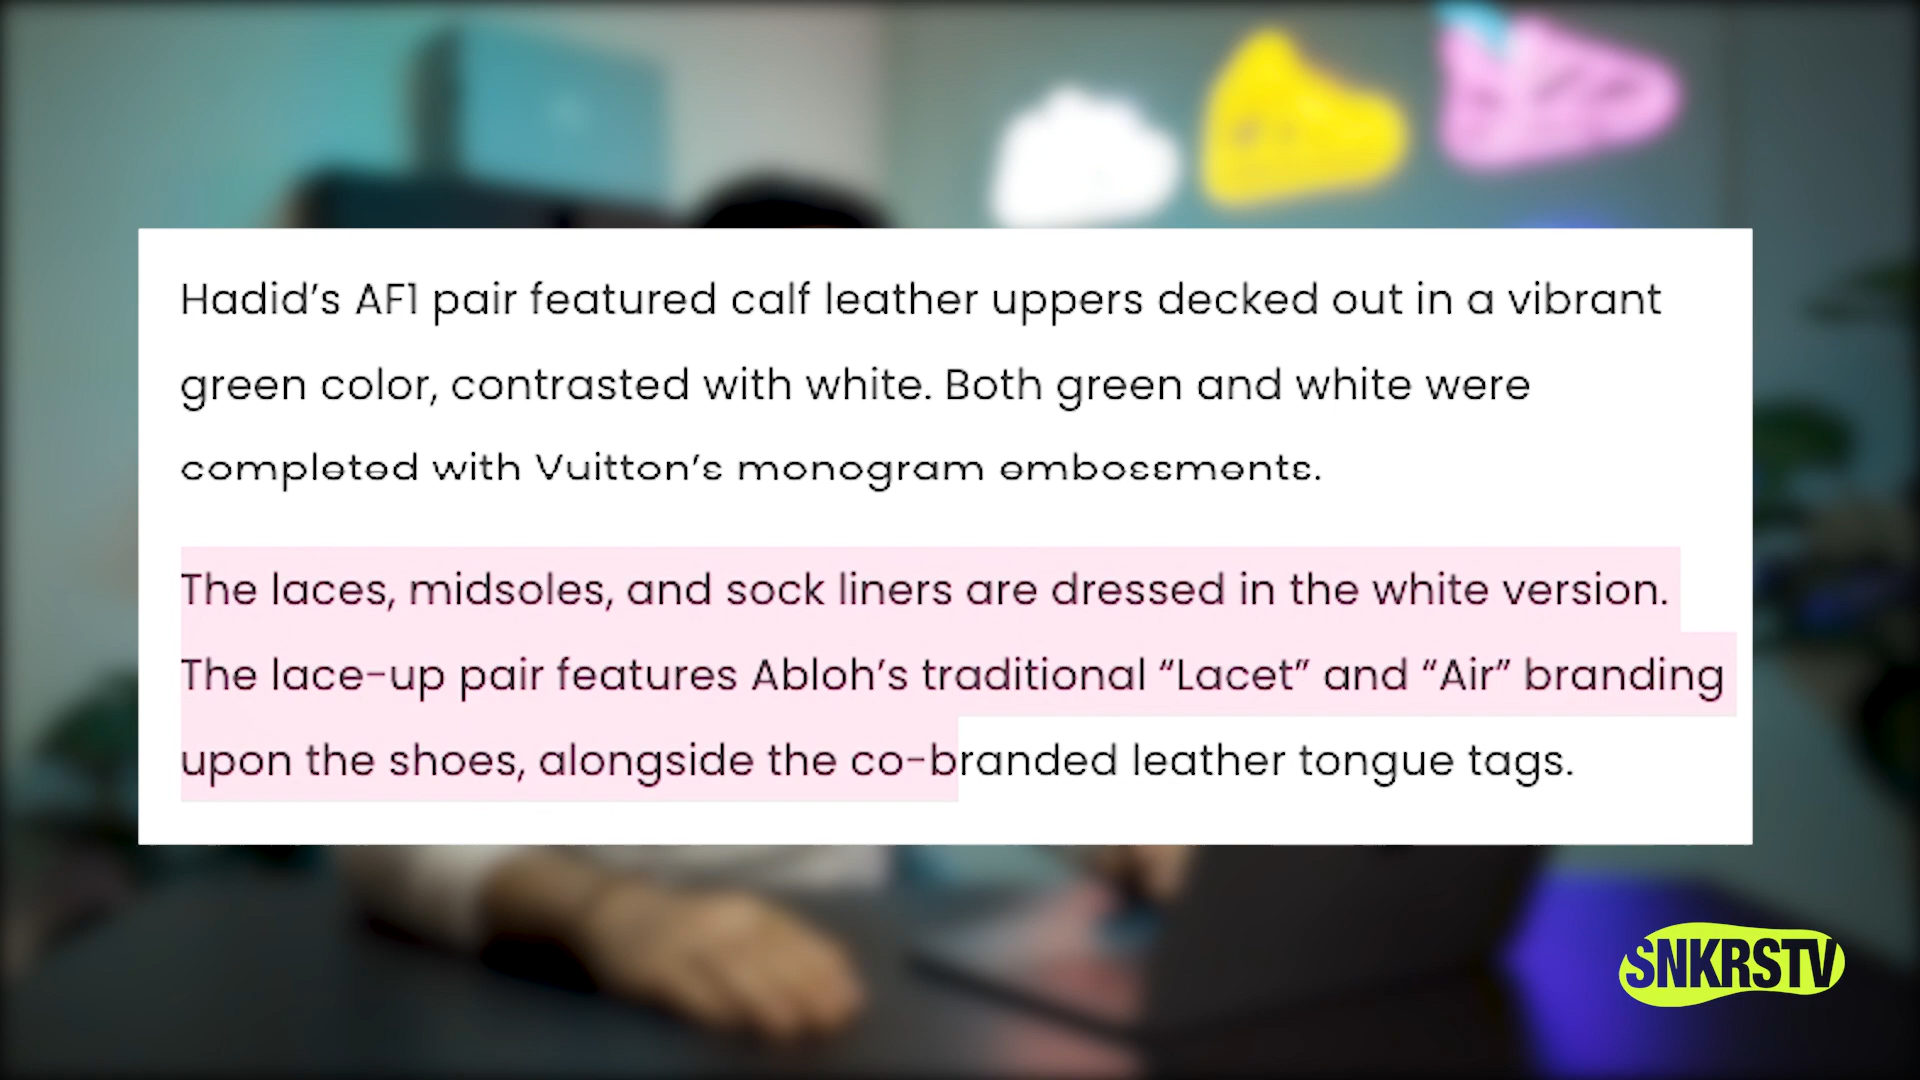 Hadid’s AF1 pair featured calf leather uppers decked out in a vibrant
green color, contrasted with white. Both green and white were
completed with Vuitton’s monogram embossments.
The laces, midsoles, and sock liners are dressed in the white version.
The lace-up pair features Abloh’s traditional “Lacet” and “Air” branding
upon the shoes, alongside the co-branded leather tongue tags.
SNKRSTV